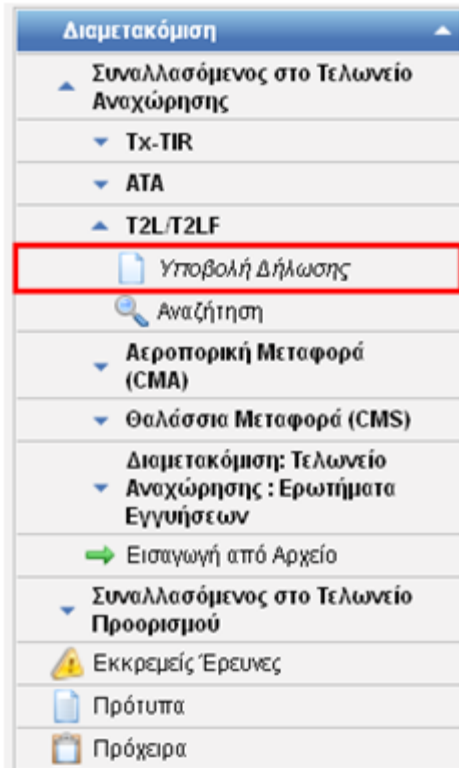 Διαμετακόμιση
Συναλλασόμενος στο Τελωνείο
Αναχώρησης
Tx-TIR
ATA
T2L/T2LF
Υποβολή Δήλωσης
Αναζήτηση
Αεροπορική Μεταφορά
(CMA)
Θαλάσσια Μεταφορά (CMS)
Διαμετακόμιση: Τελωνείο
Αναχώρησης : Ερωτήματα
Εγγυήσεων
Εισαγωγή από Αρχείο
Συναλλασόμενος στο Τελωνείο
Προορισμού
Εκκρεμείς Έρευνες
Πρότυπα
Πρόχειρα